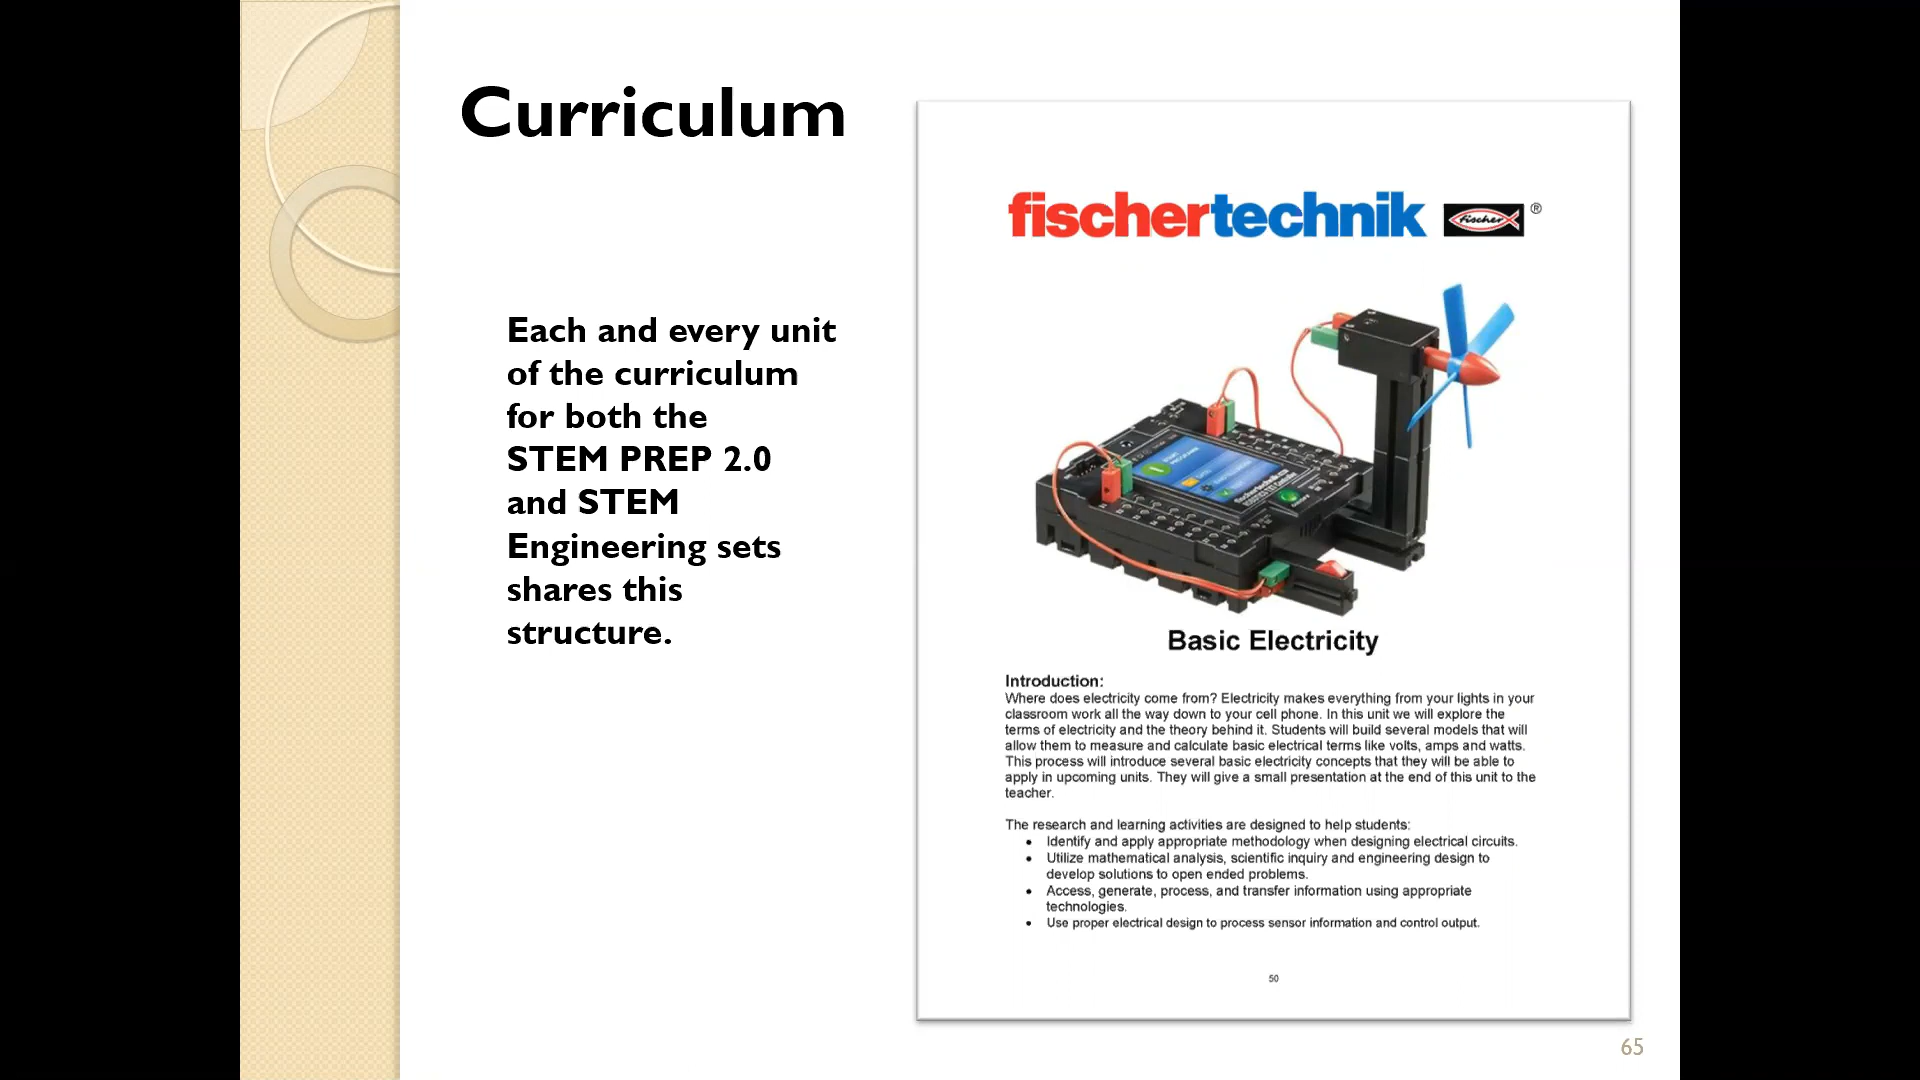 Curriculum
Each and every unit
of the curriculum
for both the
STEM PREP 2.0
and STEM
Engineering sets
shares this
structure.
fischertechnik fischer ®
Basic Electricity
Introduction:
Where does electricity come from? Electricity makes everything from your lights in your
classroom work all the way down to your cell phone. In this unit we will explore the
terms of electricity and the theory behind it. Students will build several models that will
allow them to measure and calculate basic electrical terms like volts, amps and watts.
This process will introduce several basic electricity concepts that they will be able to
apply in upcoming units. They will give a small presentation at the end of this unit to the
teacher.
The research and learning activities are designed to help students:
• Identify and apply appropriate methodology when designing electrical circuits.
• Utilize mathematical analysis, scientific inquiry and engineering design to
develop solutions to open ended problems.
• Access, generate, process, and transfer information using appropriate
technologies.
• Use proper electrical design to process sensor information and control output.
50
65